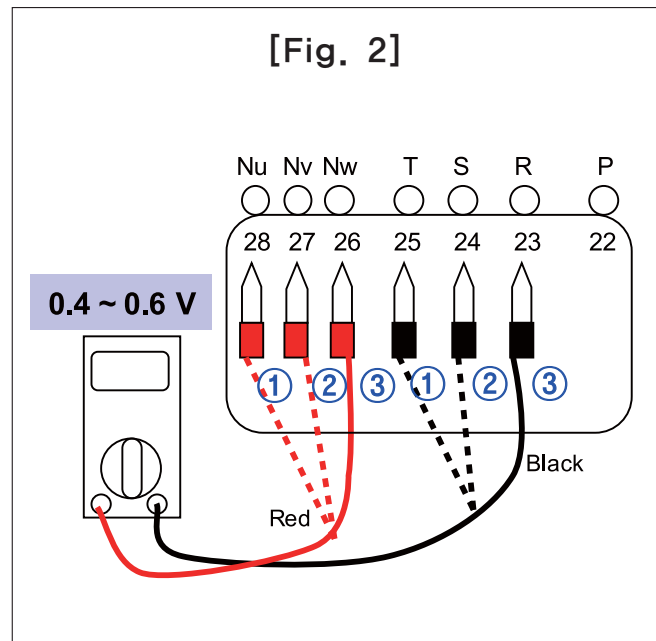 [Fig. 2]
Nu Nv Nw T S R P
28 27 26 25 24 23 22
0.4 ~ 0.6 V
① ② ③ ① ② ③
Black
Red